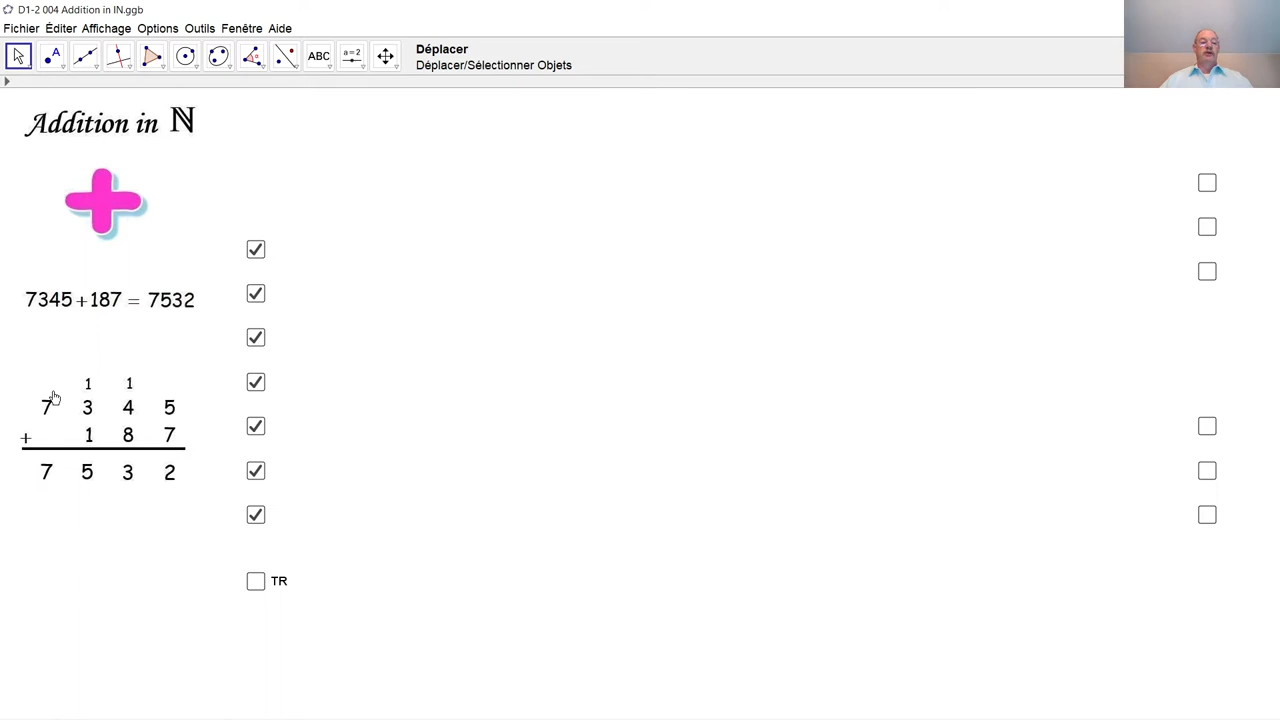 D1-2 004 Addition in IN.ggb
Fichier Éditer Affichage Options Outils Fenêtre Aide
A ABC a=2 Déplacer
Déplacer/Sélectionner Objets
Addition in ℕ
7345+187 = 7532
1 1
7 3 4 5
+ 1 8 7
7 5 3 2
TR